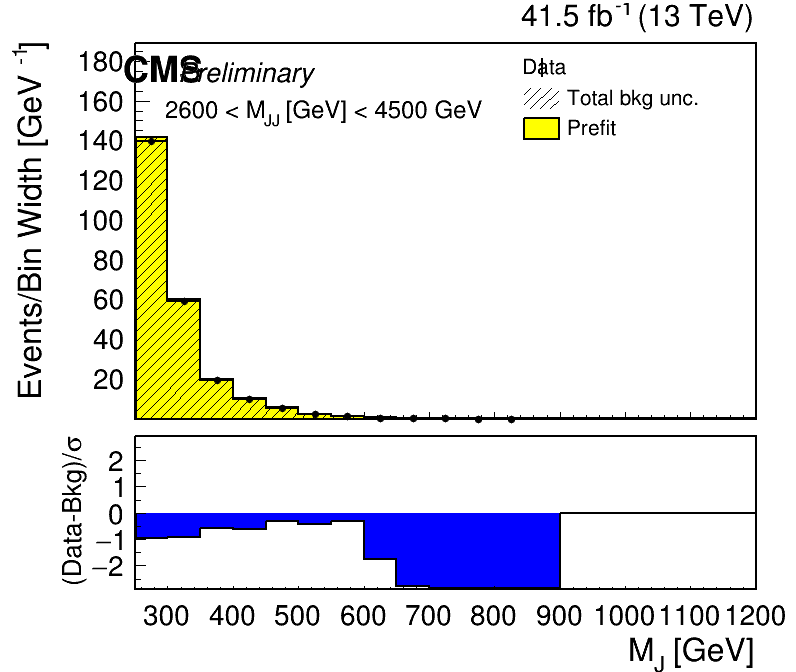 41.5 fb⁻¹ (13 TeV)
CMS Preliminary
2600 < M_JJ [GeV] < 4500 GeV
Data
Total bkg unc.
Prefit
Events/Bin Width [GeV⁻¹]
180
160
140
120
100
80
60
40
20
(Data-Bkg)/σ
2
1
0
−1
−2
300 400 500 600 700 800 900 1000 1100 1200
M_J [GeV]